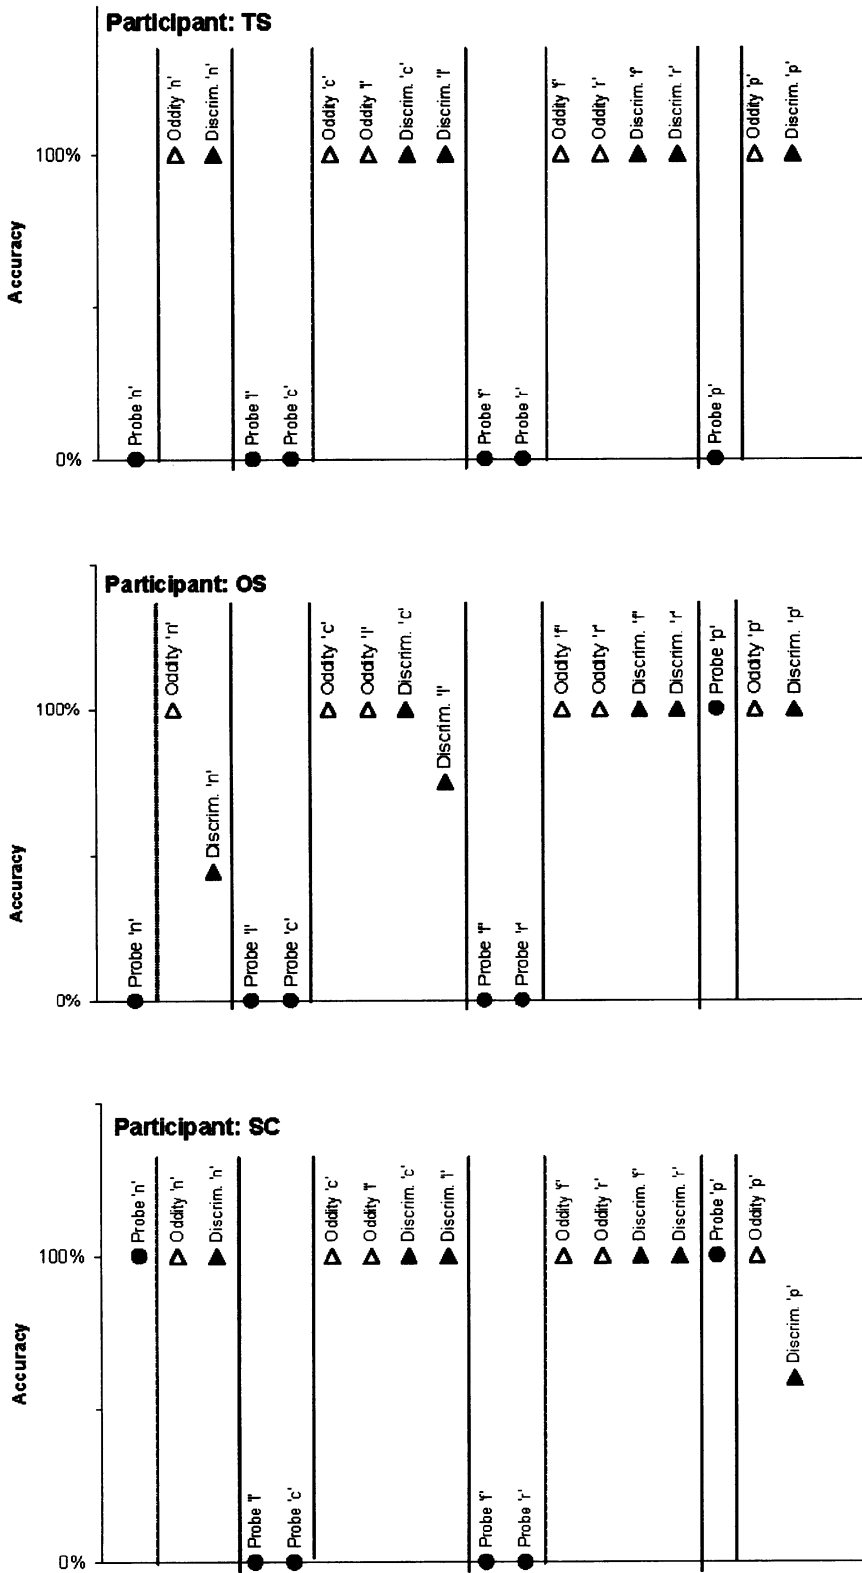 Participant: TS
Accuracy
100%
0%
Probe 'n'
Oddity 'n'
Discrim. 'n'
Probe 'l'
Probe 'c'
Oddity 'c'
Oddity 'l'
Discrim. 'c'
Discrim. 'l'
Probe 'f'
Probe 'r'
Oddity 'f'
Oddity 'r'
Discrim. 'f'
Discrim. 'r'
Probe 'p'
Oddity 'p'
Discrim. 'p'
Participant: OS
Accuracy
100%
0%
Probe 'n'
Oddity 'n'
Discrim. 'n'
Probe 'l'
Probe 'c'
Oddity 'c'
Oddity 'l'
Discrim. 'c'
Discrim. 'l'
Probe 'f'
Probe 'r'
Oddity 'f'
Oddity 'r'
Discrim. 'f'
Discrim. 'r'
Probe 'p'
Oddity 'p'
Discrim. 'p'
Participant: SC
Accuracy
100%
0%
Probe 'n'
Oddity 'n'
Discrim. 'n'
Probe 'l'
Probe 'c'
Oddity 'c'
Oddity 'l'
Discrim. 'c'
Discrim. 'l'
Probe 'f'
Probe 'r'
Oddity 'f'
Oddity 'r'
Discrim. 'f'
Discrim. 'r'
Probe 'p'
Oddity 'p'
Discrim. 'p'